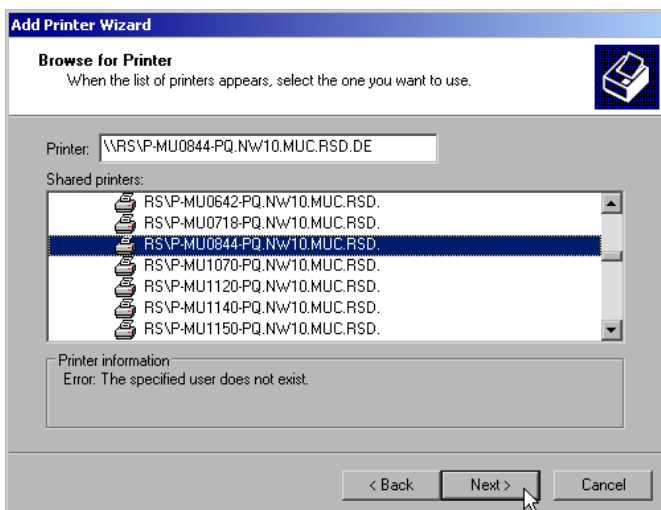 Add Printer Wizard
Browse for Printer
When the list of printers appears, select the one you want to use.
Printer: \\RS\P-MU0844-PQ.NW10.MUC.RSD.DE
Shared printers:
RS\P-MU0642-PQ.NW10.MUC.RSD.
RS\P-MU0718-PQ.NW10.MUC.RSD.
RS\P-MU0844-PQ.NW10.MUC.RSD.
RS\P-MU1070-PQ.NW10.MUC.RSD.
RS\P-MU1120-PQ.NW10.MUC.RSD.
RS\P-MU1140-PQ.NW10.MUC.RSD.
RS\P-MU1150-PQ.NW10.MUC.RSD.
Printer information
Error: The specified user does not exist.
< Back Next > Cancel